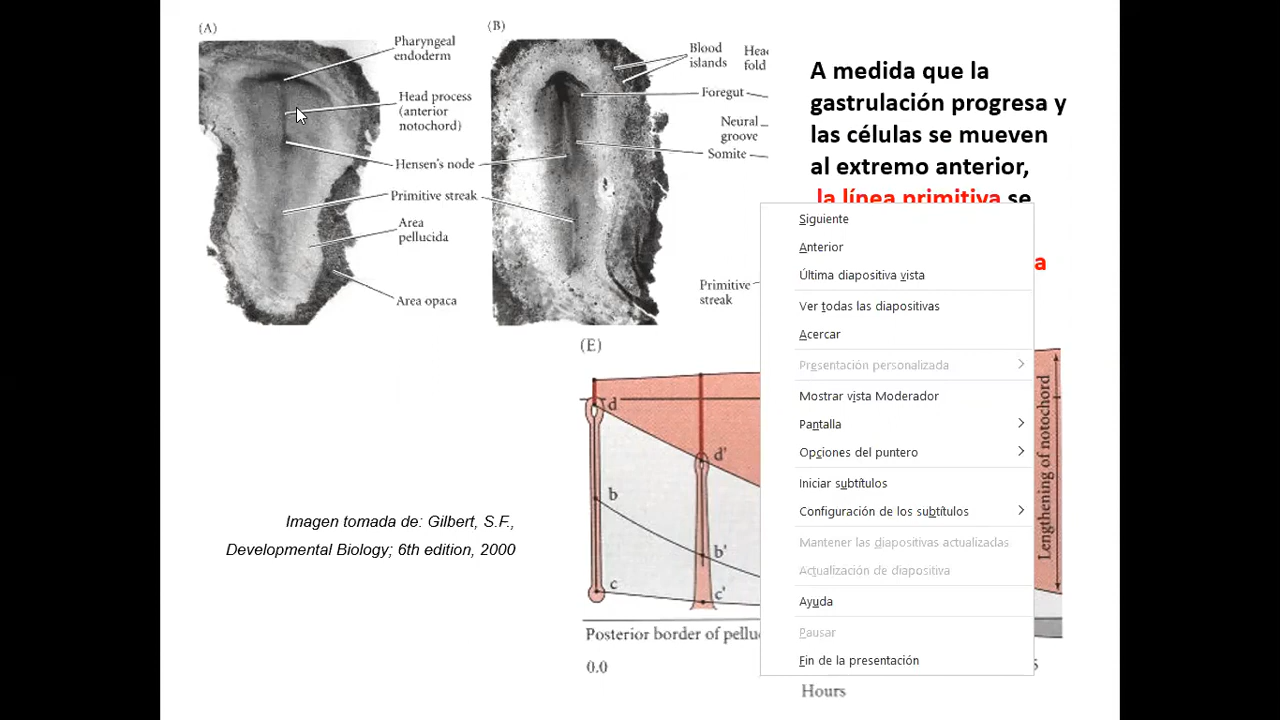 (A)
Pharyngeal
endoderm
Head process
(anterior
notochord)
Hensen's node
Primitive streak
Area
pellucida
Area opaca
(B)
Blood
islands
Head
fold
Foregut
Neural
groove
Somite
Primitive
streak
A medida que la
gastrulación progresa y
las células se mueven
al extremo anterior,
la línea primitiva se
a
Siguiente
Anterior
Última diapositiva vista
Ver todas las diapositivas
Acercar
Presentación personalizada
Mostrar vista Moderador
Pantalla
Opciones del puntero
Iniciar subtítulos
Configuración de los subtítulos
Mantener las diapositivas actualizadas
Actualización de diapositiva
Ayuda
Pausar
Fin de la presentación
Imagen tomada de: Gilbert, S.F.,
Developmental Biology; 6th edition, 2000
(E)
d
d'
b
b'
c
c'
Lengthening of notochord
Posterior border of pellu
0.0
5
Hours